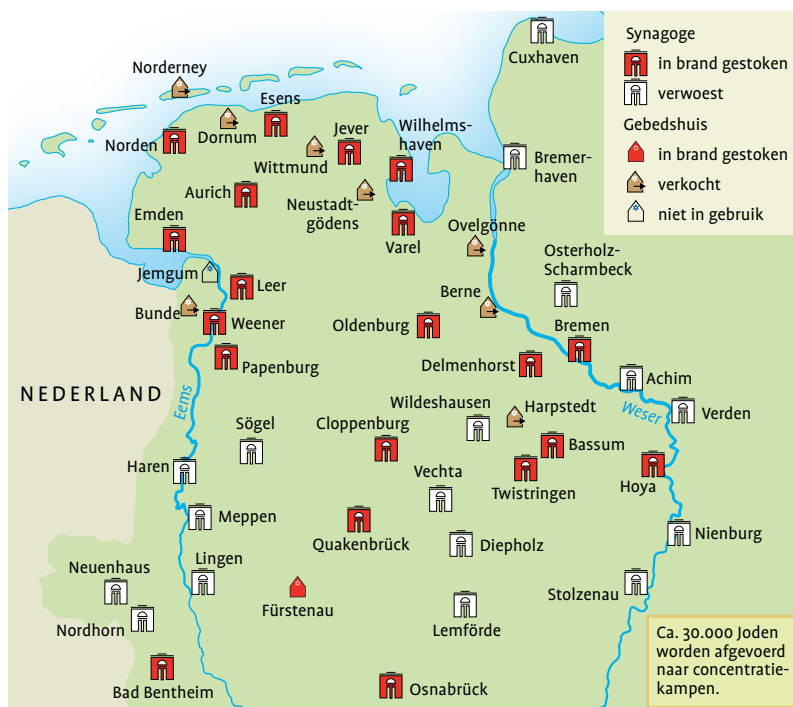 Synagoge
in brand gestoken
verwoest
Gebedshuis
in brand gestoken
verkocht
niet in gebruik
Cuxhaven
Norderney
Esens
Dornum
Norden
Jever
Wilhelms-
haven
Wittmund
Bremer-
haven
Aurich
Neustadt-
gödens
Emden
Varel
Ovelgönne
Osterholz-
Scharmbeck
Jemgum
Leer
Bunde
Weener
Berne
Oldenburg
Bremen
Papenburg
Delmenhorst
Achim
NEDERLAND
Eems
Weser
Verden
Wildeshausen
Harpstedt
Sögel
Cloppenburg
Bassum
Haren
Vechta
Twistringen
Hoya
Meppen
Quakenbrück
Diepholz
Nienburg
Neuenhaus
Lingen
Stolzenau
Fürstenau
Lemförde
Nordhorn
Bad Bentheim
Osnabrück
Ca. 30.000 Joden
worden afgevoerd
naar concentratie-
kampen.